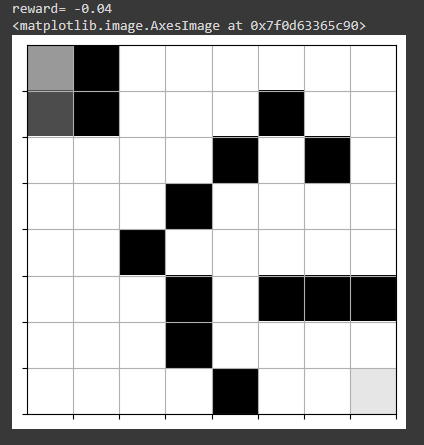 reward= -0.04
<matplotlib.image.AxesImage at 0x7f0d63365c90>